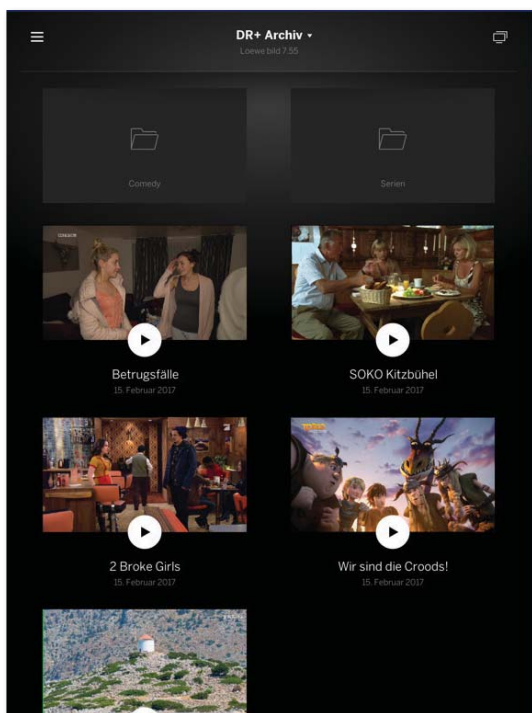 DR+ Archiv
Loewe bild 7.55
Comedy
Serien
Betrugsfälle
15. Februar 2017
SOKO Kitzbühel
15. Februar 2017
2 Broke Girls
15. Februar 2017
Wir sind die Croods!
15. Februar 2017